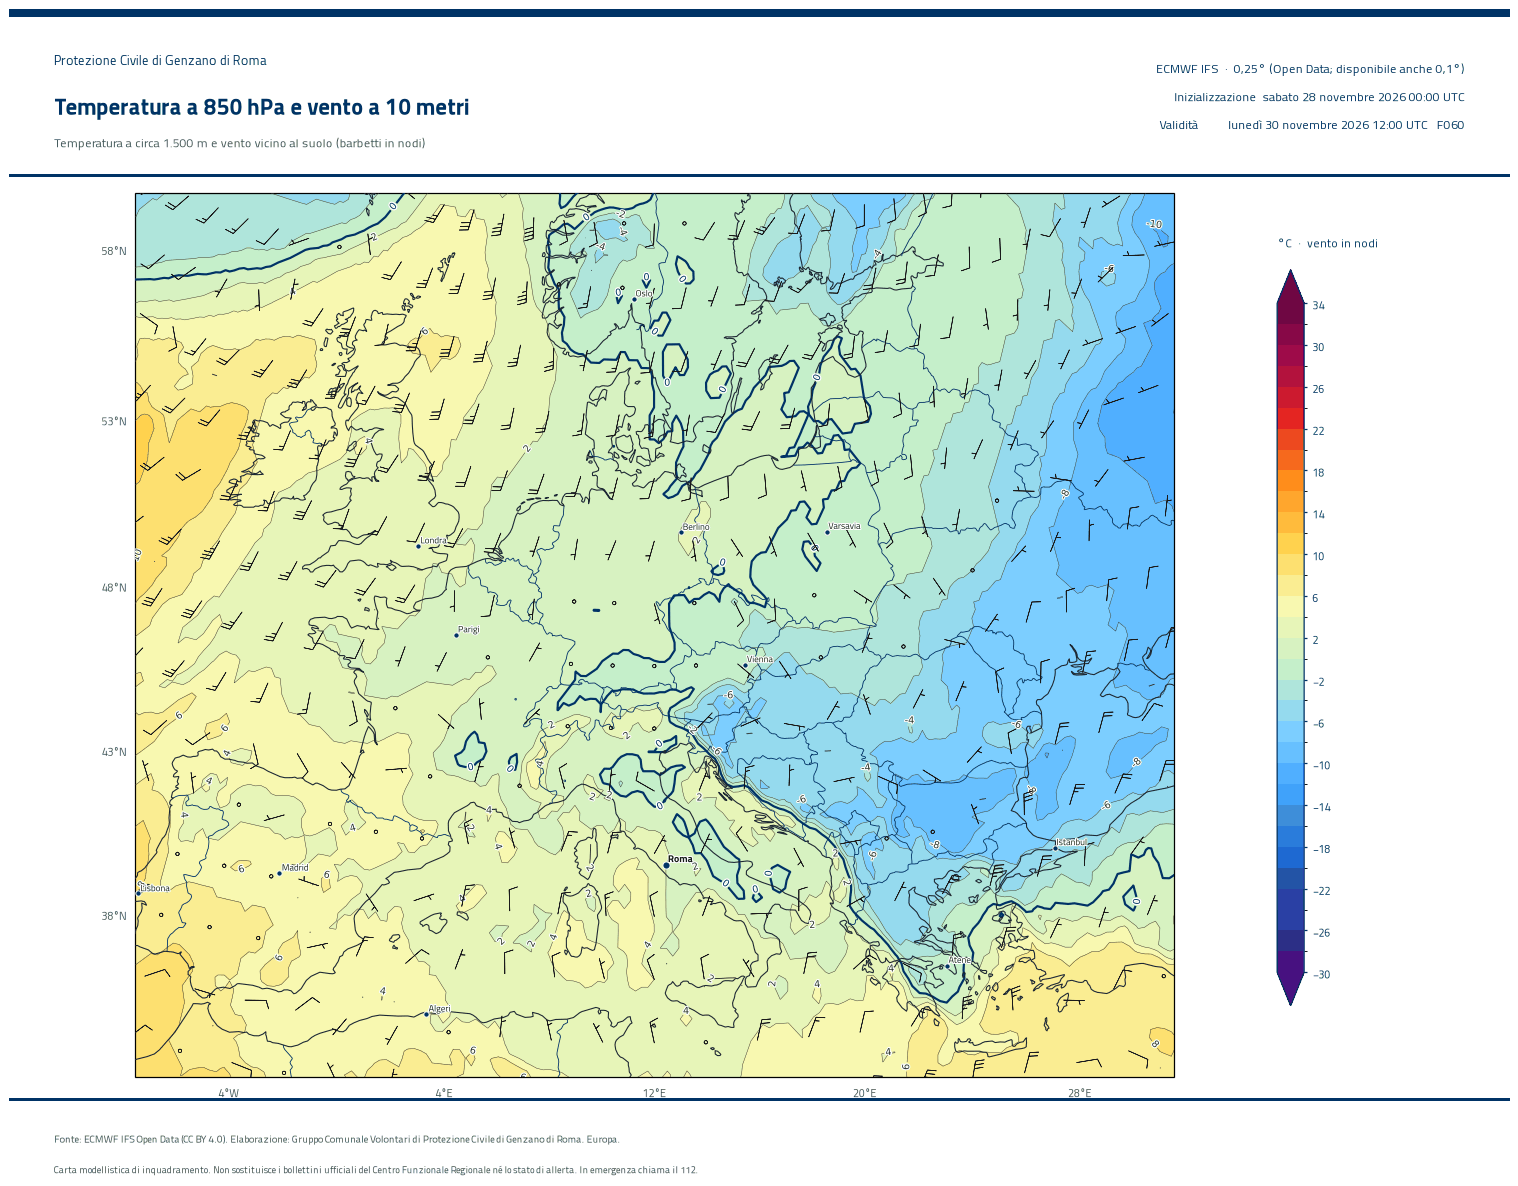 Protezione Civile di Genzano di Roma
Temperatura a 850 hPa e vento a 10 metri
Temperatura a circa 1.500 m e vento vicino al suolo (barbetti in nodi)
ECMWF IFS · 0,25° (Open Data; disponibile anche 0,1°)
Inizializzazione sabato 28 novembre 2026 00:00 UTC
Validità lunedì 30 novembre 2026 12:00 UTC F060
°C · vento in nodi
34
30
26
22
18
14
10
6
2
−2
−6
−10
−14
−18
−22
−26
−30
58°N
53°N
48°N
43°N
38°N
4°W
4°E
12°E
20°E
28°E
Oslo
Berlino
Varsavia
Londra
Parigi
Vienna
Madrid
Roma
Istanbul
Lisbona
Atene
Algeri
Fonte: ECMWF IFS Open Data (CC BY 4.0). Elaborazione: Gruppo Comunale Volontari di Protezione Civile di Genzano di Roma. Europa.
Carta modellistica di inquadramento. Non sostituisce i bollettini ufficiali del Centro Funzionale Regionale né lo stato di allerta. In emergenza chiama il 112.